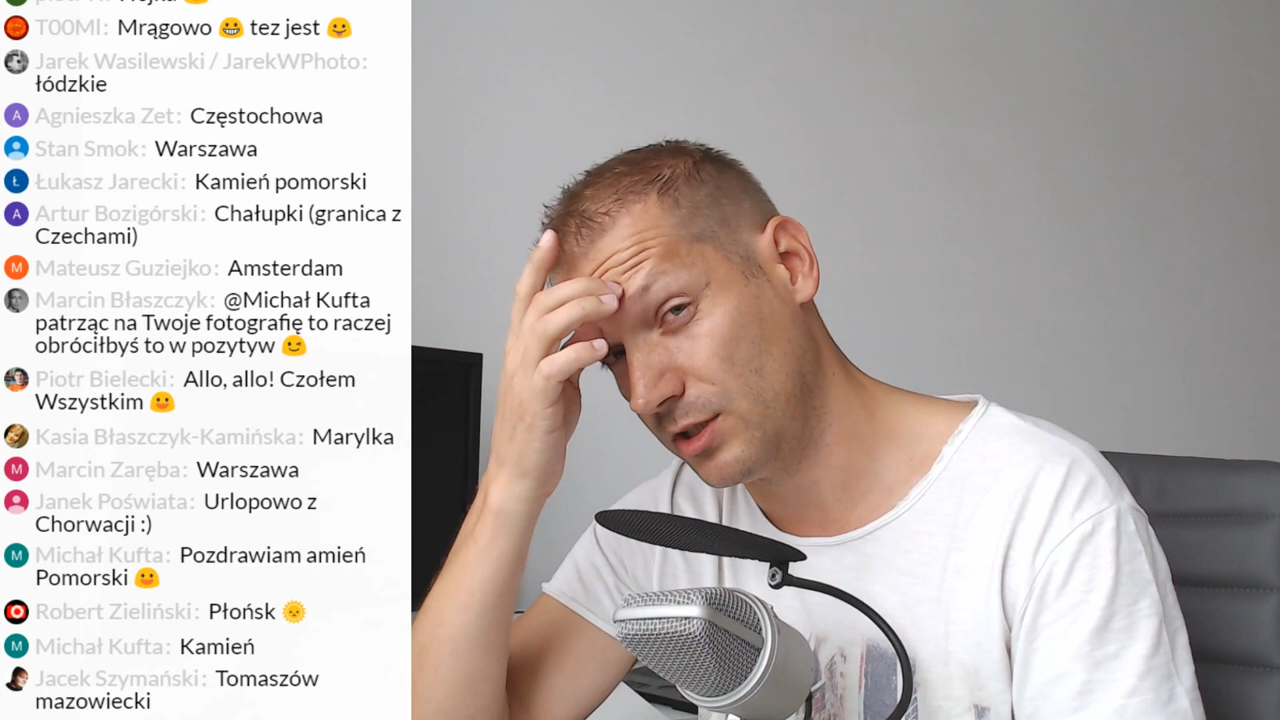 T00Ml: Mrągowo 😀 tez jest 😛
Jarek Wasilewski / JarekWPhoto:
łódzkie
A Agnieszka Zet: Częstochowa
Stan Smok: Warszawa
Ł Łukasz Jarecki: Kamień pomorski
A Artur Bozigórski: Chałupki (granica z
Czechami)
M Mateusz Guziejko: Amsterdam
Marcin Błaszczyk: @Michał Kufta
patrząc na Twoje fotografię to raczej
obróciłbyś to w pozytyw 😉
Piotr Bielecki: Allo, allo! Czołem
Wszystkim 😛
Kasia Błaszczyk-Kamińska: Marylka
M Marcin Zaręba: Warszawa
Janek Poświata: Urlopowo z
Chorwacji :)
M Michał Kufta: Pozdrawiam amień
Pomorski 😛
Robert Zieliński: Płońsk 🌞
M Michał Kufta: Kamień
Jacek Szymański: Tomaszów
mazowiecki